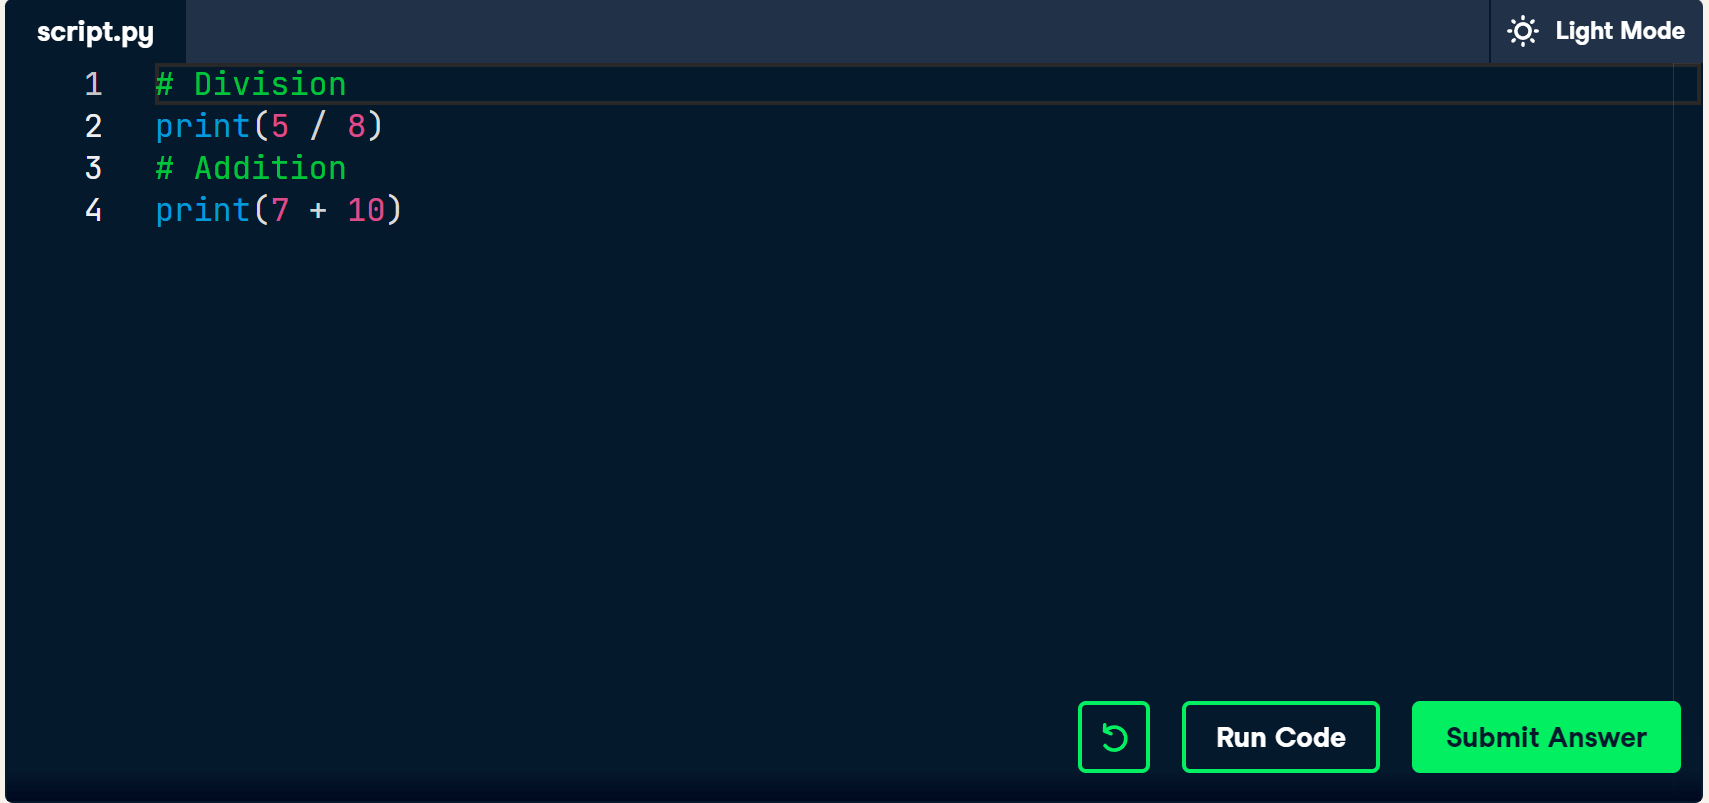 script.py
Light Mode
1 # Division
2 print(5 / 8)
3 # Addition
4 print(7 + 10)
Run Code
Submit Answer